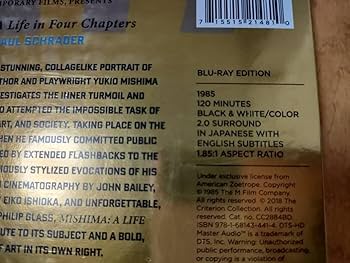 PORARY FILMS, PRESENTS
A Life in Four Chapters
AUL SCHRADER
STUNNING, COLLAGELIKE PORTRAIT OF
THOR AND PLAYWRIGHT YUKIO MISHIMA
ESTIGATES THE INNER TURMOIL AND
O ATTEMPTED THE IMPOSSIBLE TASK OF
ART, AND SOCIETY. TAKING PLACE ON THE
HEN HE FAMOUSLY COMMITTED PUBLIC
ED BY EXTENDED FLASHBACKS TO THE
IOUSLY STYLIZED EVOCATIONS OF HIS
CINEMATOGRAPHY BY JOHN BAILEY,
EIKO ISHIOKA, AND UNFORGETTABLE,
PHILIP GLASS, MISHIMA: A LIFE
UTE TO ITS SUBJECT AND A BOLD,
F ART IN ITS OWN RIGHT.
7 15515 21481 0
BLU-RAY EDITION
1985
120 MINUTES
BLACK & WHITE/COLOR
2.0 SURROUND
IN JAPANESE WITH
ENGLISH SUBTITLES
1.85:1 ASPECT RATIO
Under exclusive license from
American Zoetrope. Copyright
© 1985 The M Film Company.
All rights reserved. © 2018 The
Criterion Collection. All rights
reserved. Cat. no. CC2884BD.
ISBN 978-1-68143-441-4. DTS-HD
Master Audio™ is a trademark of
DTS, Inc. Warning: Unauthorized
public performance, broadcasting,
or copying is a violation of